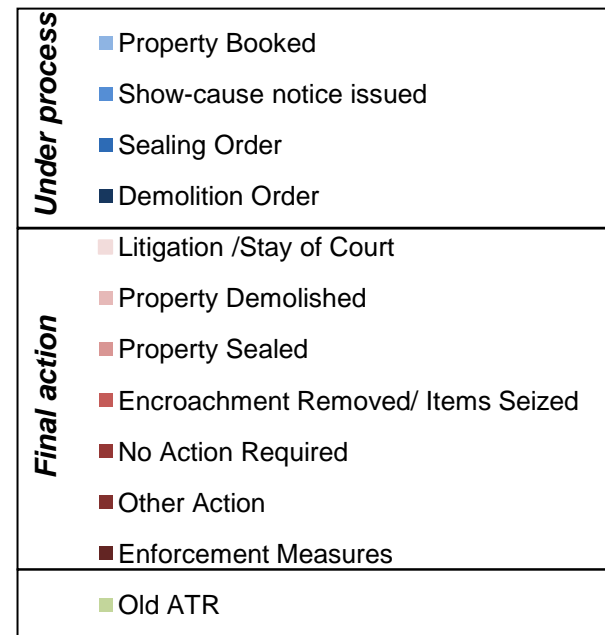 Under process
Property Booked
Show-cause notice issued
Sealing Order
Demolition Order
Final action
Litigation /Stay of Court
Property Demolished
Property Sealed
Encroachment Removed/ Items Seized
No Action Required
Other Action
Enforcement Measures
Old ATR